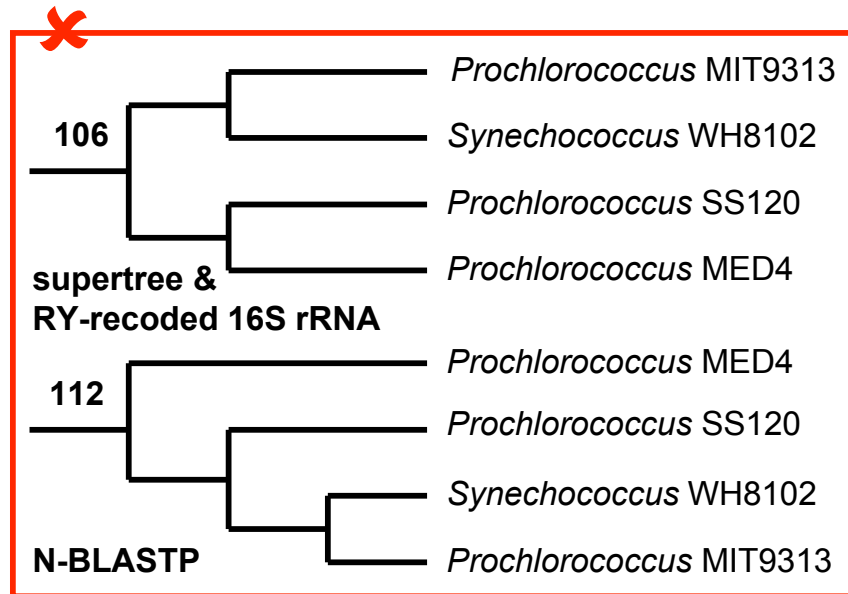 Prochlorococcus MIT9313
106
Synechococcus WH8102
Prochlorococcus SS120
Prochlorococcus MED4
supertree &
RY-recoded 16S rRNA
Prochlorococcus MED4
112
Prochlorococcus SS120
Synechococcus WH8102
N-BLASTP
Prochlorococcus MIT9313